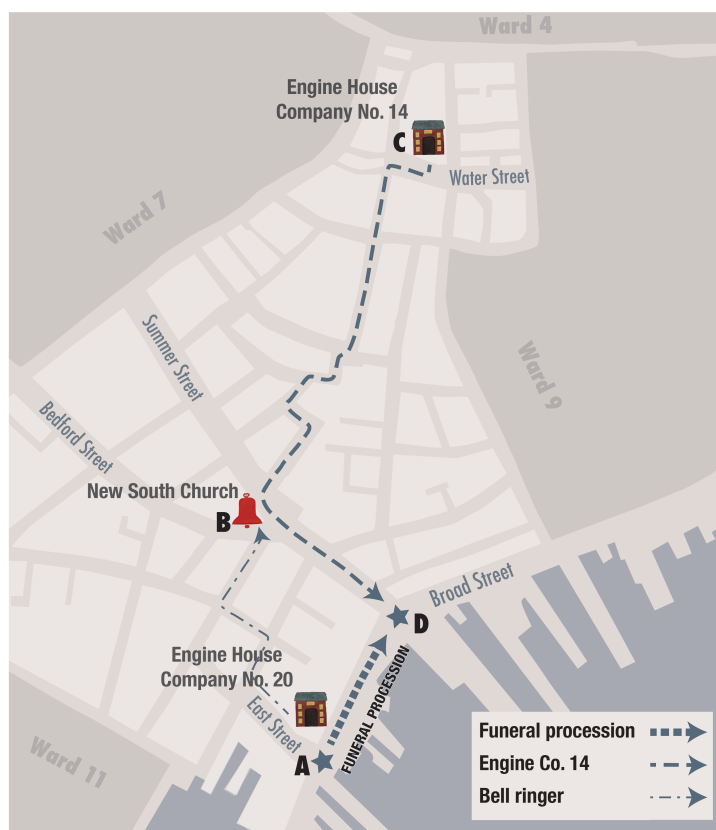 Ward 4
Engine House
Company No. 14
C
Water Street
Ward 7
Summer Street
Ward 9
Bedford Street
New South Church
B
Broad Street
D
Engine House
Company No. 20
FUNERAL PROCESSION
East Street
A
Ward 11
Funeral procession
Engine Co. 14
Bell ringer